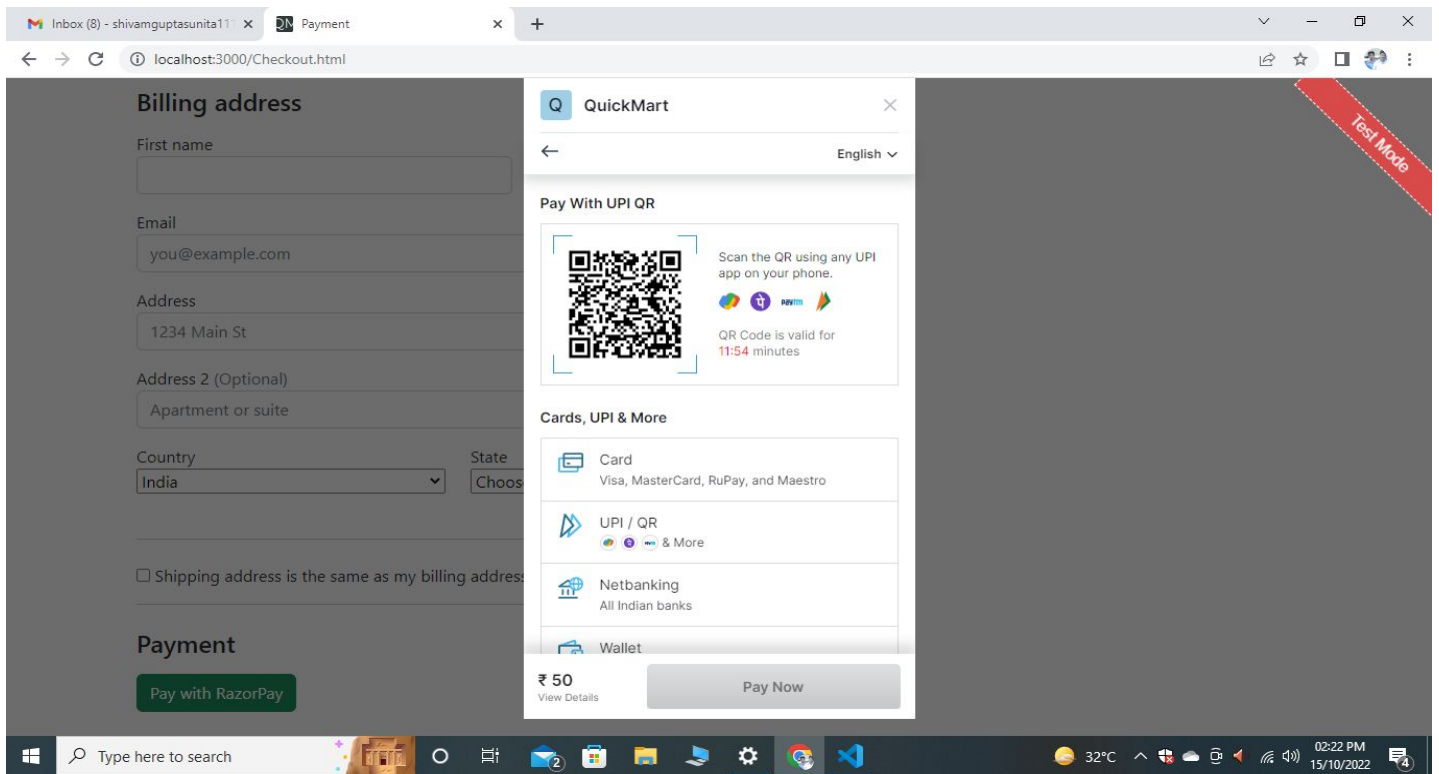 Inbox (8) - shivamguptasunita11
Payment
localhost:3000/Checkout.html
Billing address
First name
Email
you@example.com
Address
1234 Main St
Address 2 (Optional)
Apartment or suite
Country
State
India
Choos
Shipping address is the same as my billing address
Payment
Pay with RazorPay
Q QuickMart
English
Pay With UPI QR
Scan the QR using any UPI
app on your phone.
पे
paytm
QR Code is valid for
11:54 minutes
Cards, UPI & More
Card
Visa, MasterCard, RuPay, and Maestro
UPI / QR
& More
Netbanking
All Indian banks
Wallet
₹ 50
View Details
Pay Now
Test Mode
Type here to search
2
32°C
02:22 PM
15/10/2022
4